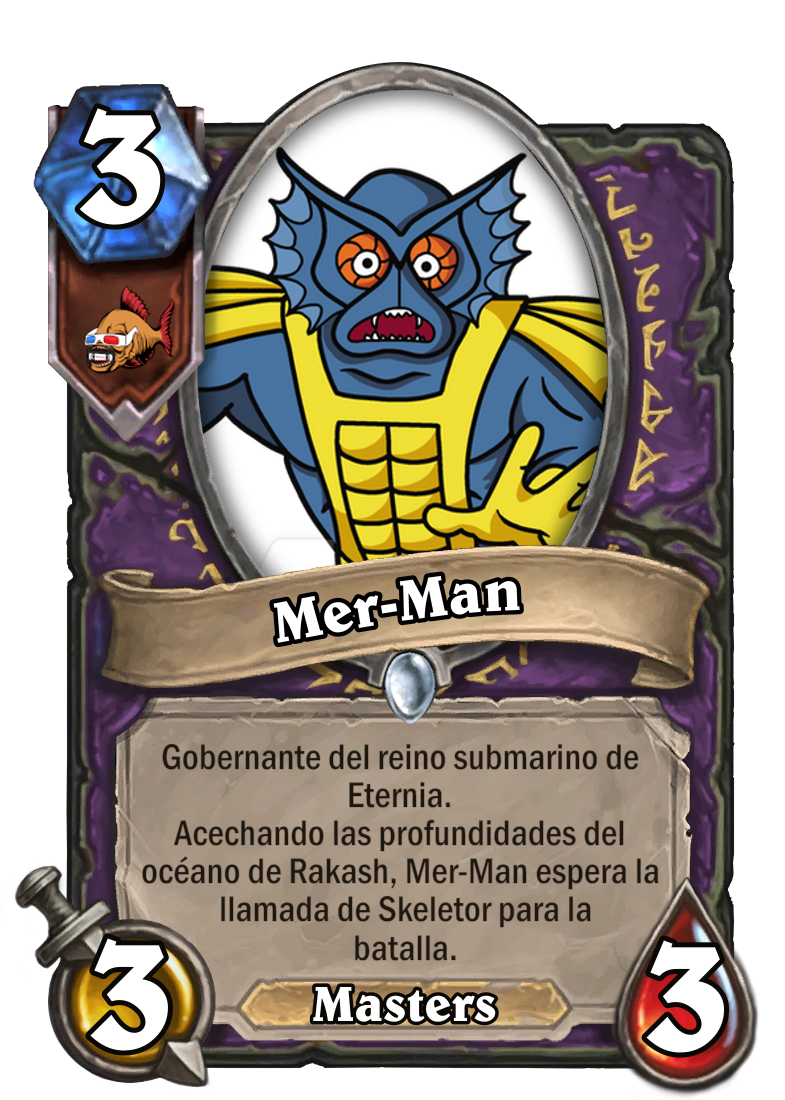 3
Mer-Man
Gobernante del reino submarino de
Eternia.
Acechando las profundidades del
océano de Rakash, Mer-Man espera la
llamada de Skeletor para la
batalla.
3
Masters
3